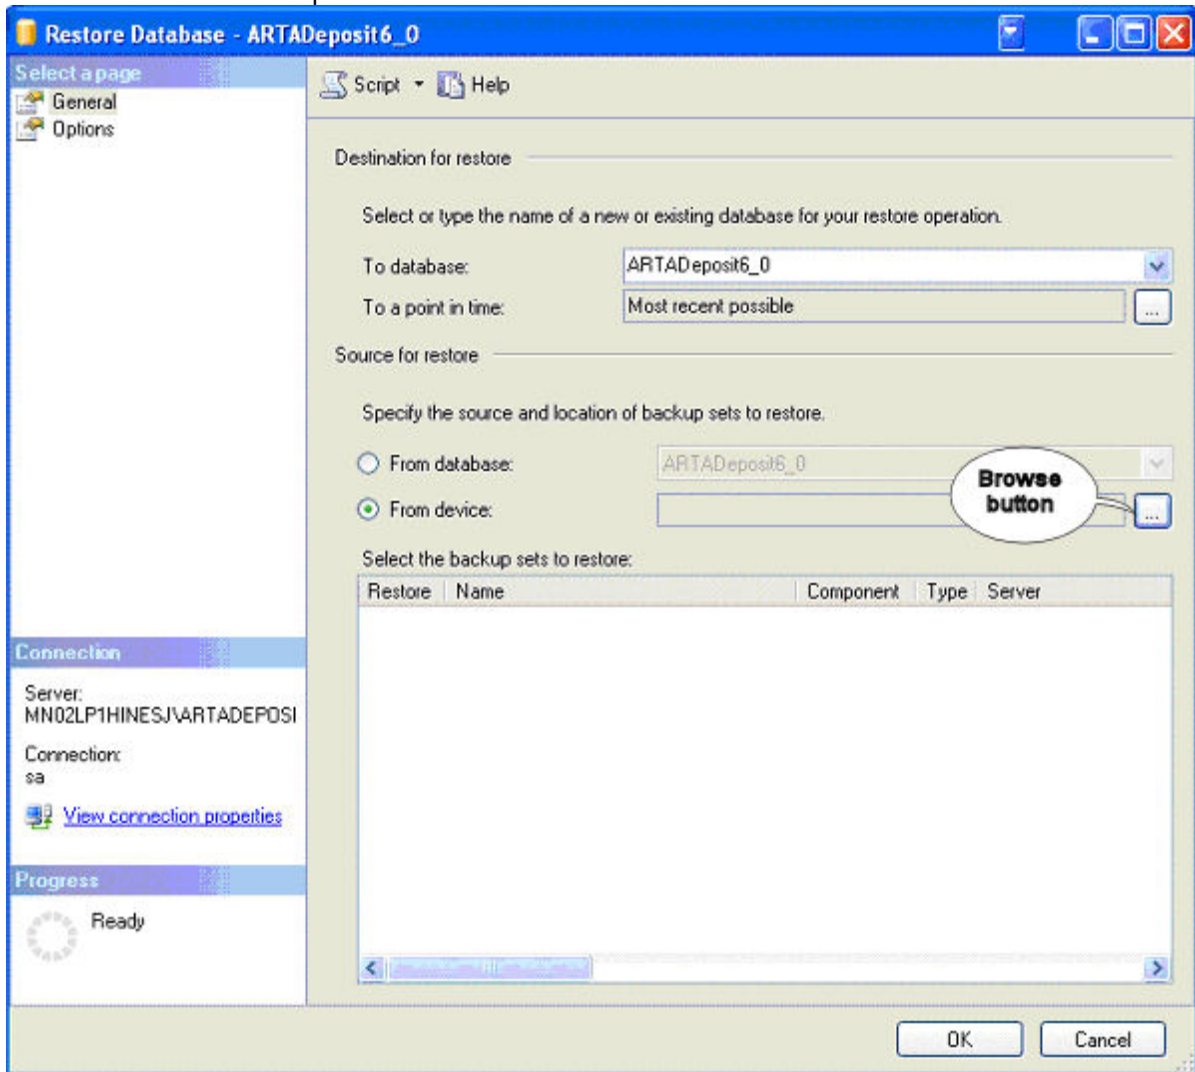 Restore Database - ARTADeposit6_0
Select a page
General
Options
Script Help
Destination for restore
Select or type the name of a new or existing database for your restore operation.
To database: ARTADeposit6_0
To a point in time: Most recent possible ...
Source for restore
Specify the source and location of backup sets to restore.
From database: ARTADeposit6_0
From device: ...
Browse
button
Select the backup sets to restore:
Restore Name Component Type Server
Connection
Server:
MN02LP1HINESJ\ARTADEPOSI
Connection:
sa
View connection properties
Progress
Ready
OK Cancel